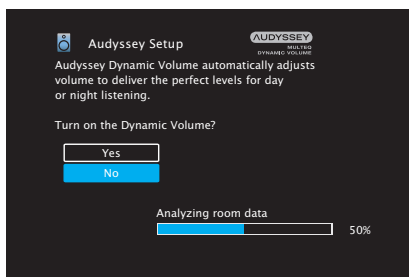 Audyssey Setup
AUDYSSEY
MULTEQ
DYNAMIC VOLUME
Audyssey Dynamic Volume automatically adjusts
volume to deliver the perfect levels for day
or night listening.
Turn on the Dynamic Volume?
Yes
No
Analyzing room data
50%